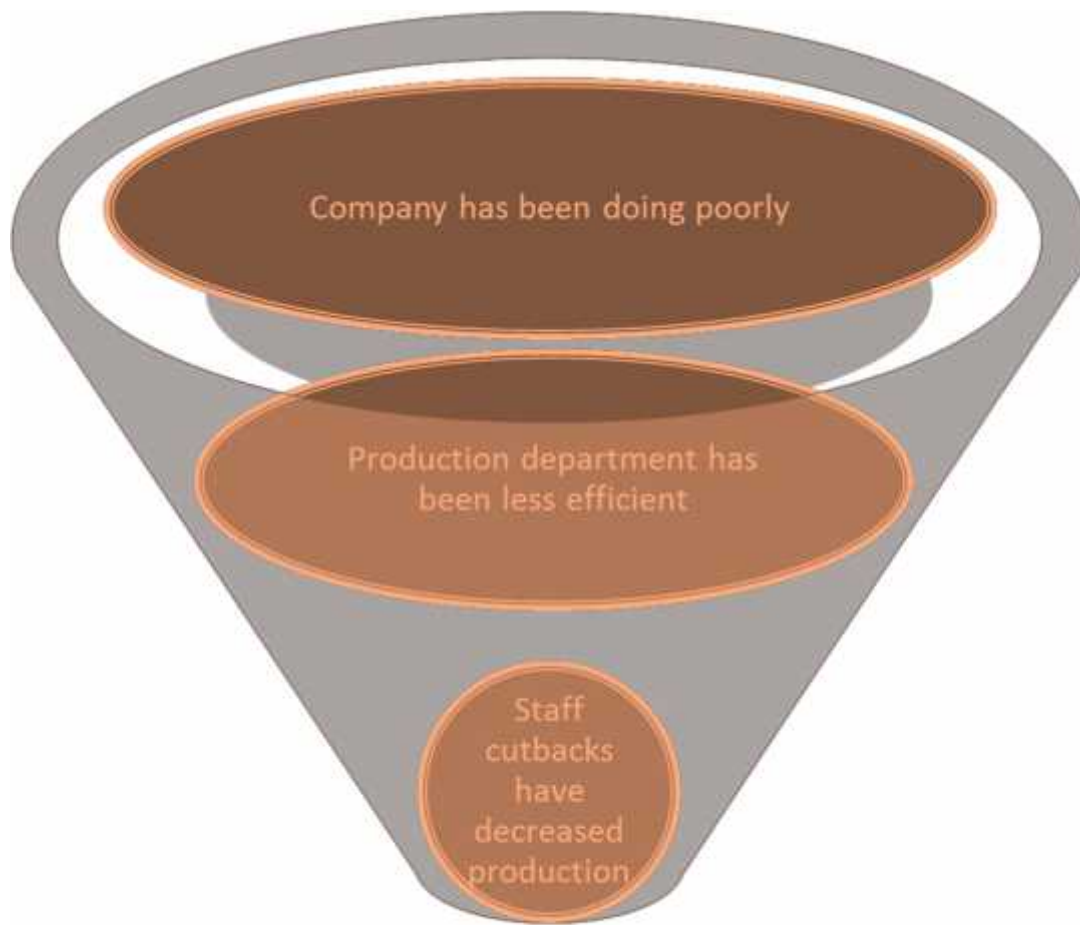 Company has been doing poorly
Production department has
been less efficient
Staff
cutbacks
have
decreased
production